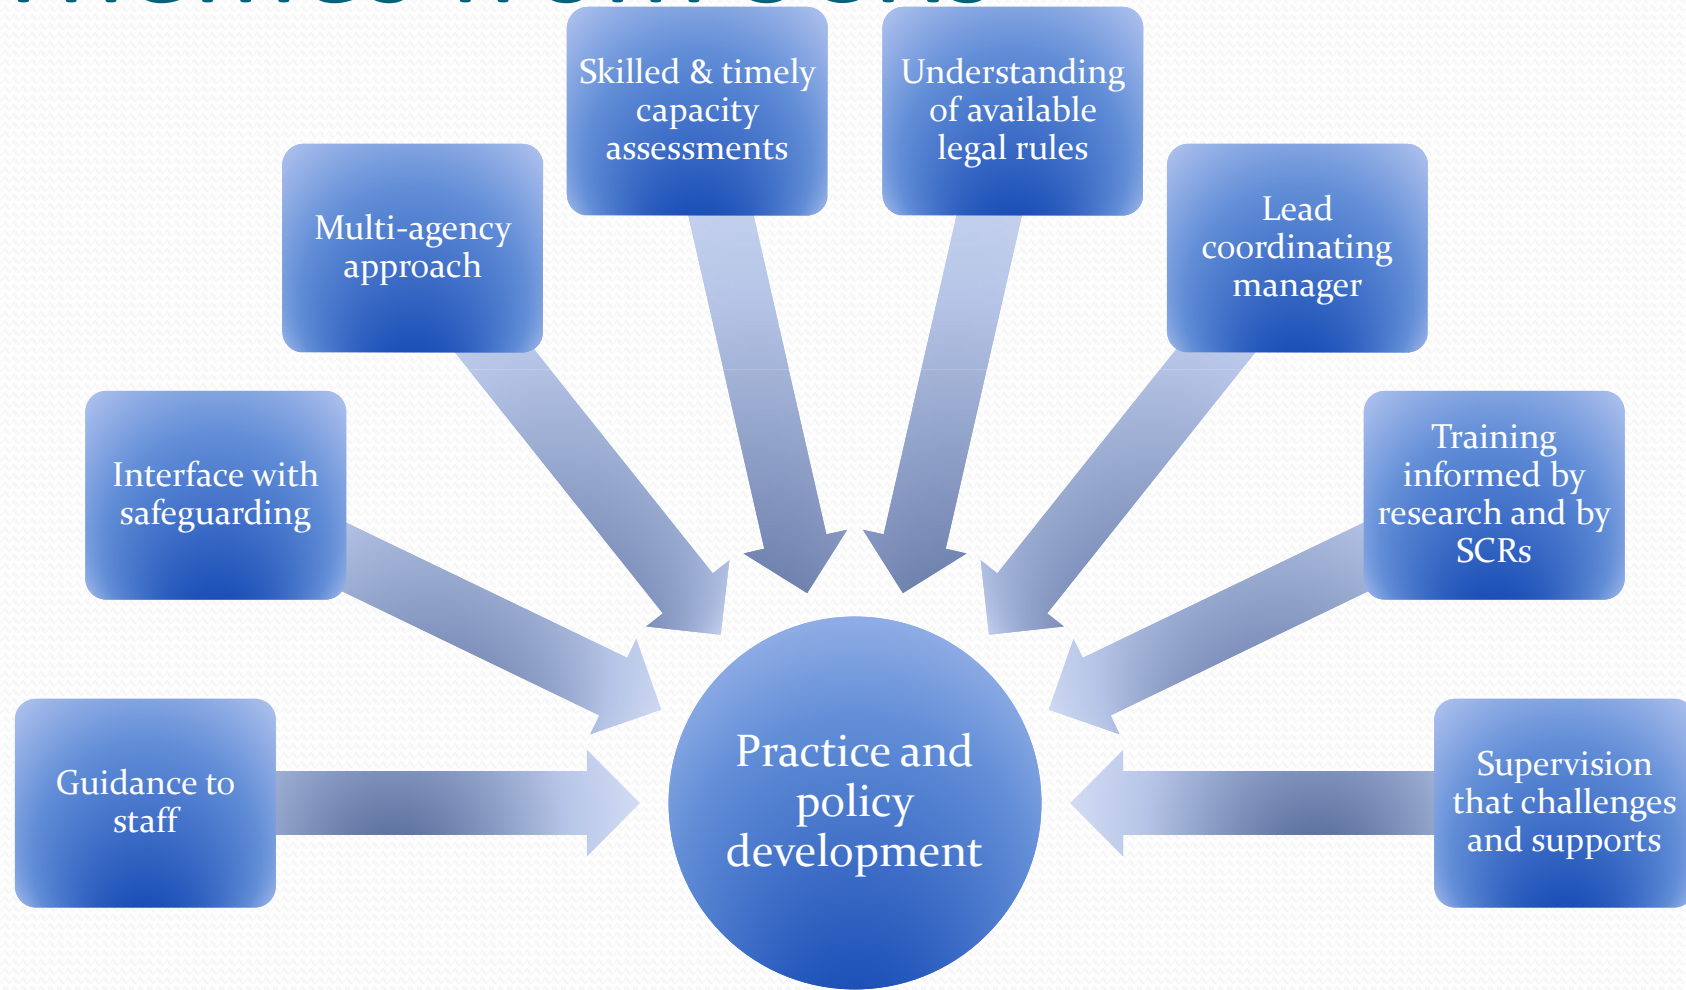 Skilled & timely
capacity
assessments
Understanding
of available
legal rules
Multi-agency
approach
Lead
coordinating
manager
Interface with
safeguarding
Training
informed by
research and by
SCRs
Guidance to
staff
Practice and
policy
development
Supervision
that challenges
and supports